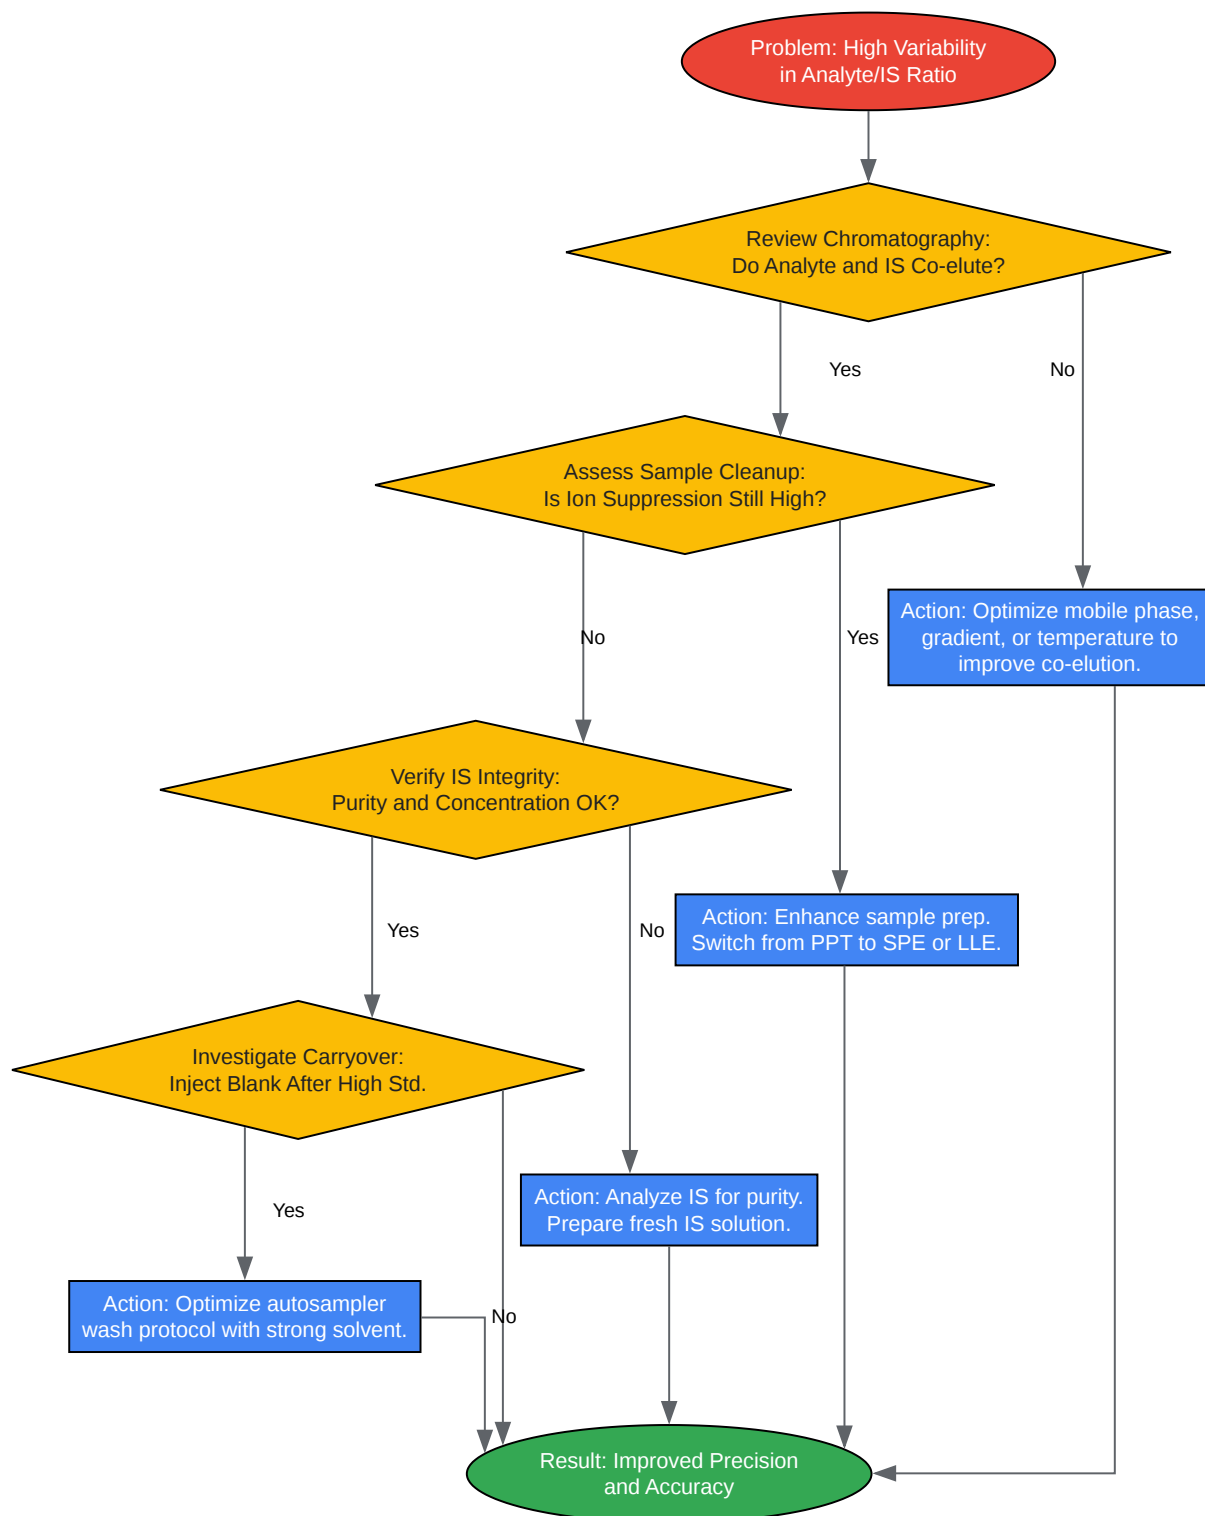 Problem: High Variability
in Analyte/IS Ratio
Review Chromatography:
Do Analyte and IS Co-elute?
Yes
No
Assess Sample Cleanup:
Is Ion Suppression Still High?
Action: Optimize mobile phase,
gradient, or temperature to
improve co-elution.
No
Yes
Verify IS Integrity:
Purity and Concentration OK?
Action: Enhance sample prep.
Switch from PPT to SPE or LLE.
Yes
No
Investigate Carryover:
Inject Blank After High Std.
Action: Analyze IS for purity.
Prepare fresh IS solution.
Yes
Action: Optimize autosampler
wash protocol with strong solvent.
No
Result: Improved Precision
and Accuracy